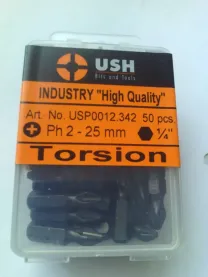 USH
Bits and Tools
INDUSTRY "High Quality"
Art.- No. USP0012.342 50 pcs.
Ph 2 - 25 mm 1/4"
Torsion